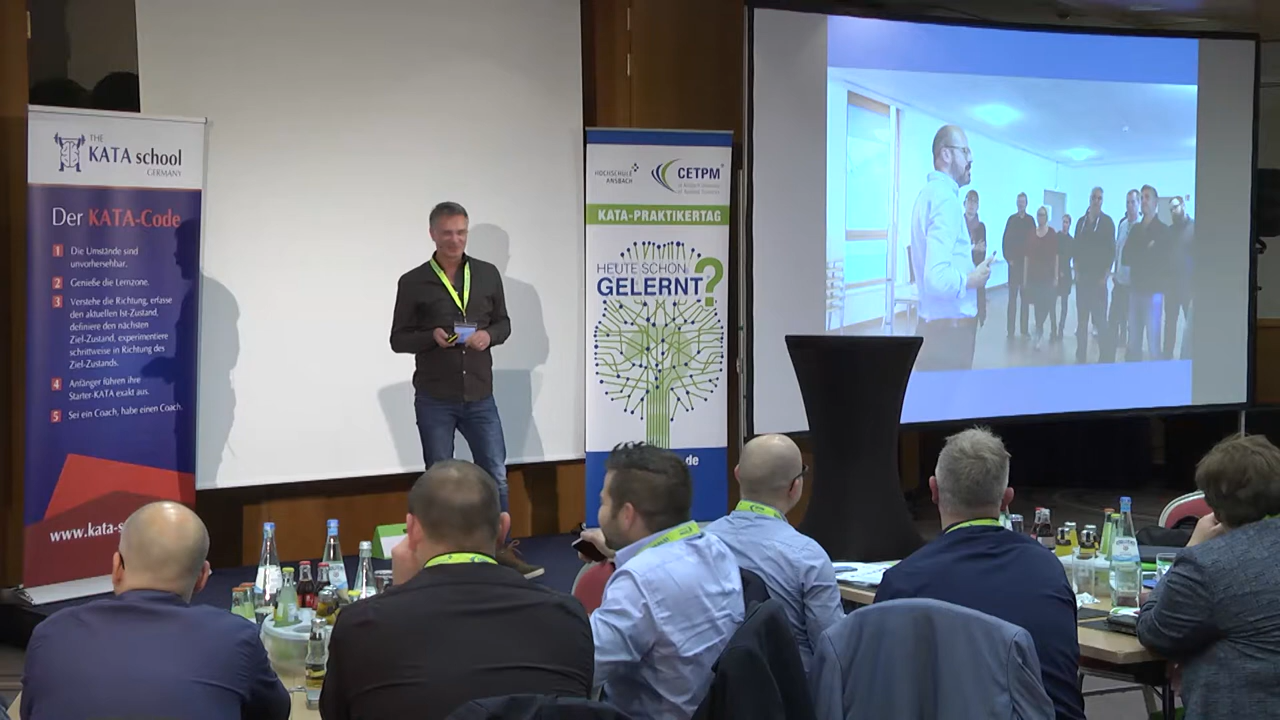 THE
KATA school
GERMANY
Der KATA-Code
1 Die Umstände sind
unvorhersehbar.
2 Genieße die Lernzone.
3 Verstehe die Richtung, erfasse
den aktuellen Ist-Zustand,
definiere den nächsten
Ziel-Zustand, experimentiere
schrittweise in Richtung des
Ziel-Zustands.
4 Anfänger führen ihre
Starter-KATA exakt aus.
5 Sei ein Coach, habe einen Coach.
www.kata-s
HOCHSCHULE
ANSBACH
CETPM
KATA-PRAKTIKERTAG
HEUTE SCHON
GELERNT?
de